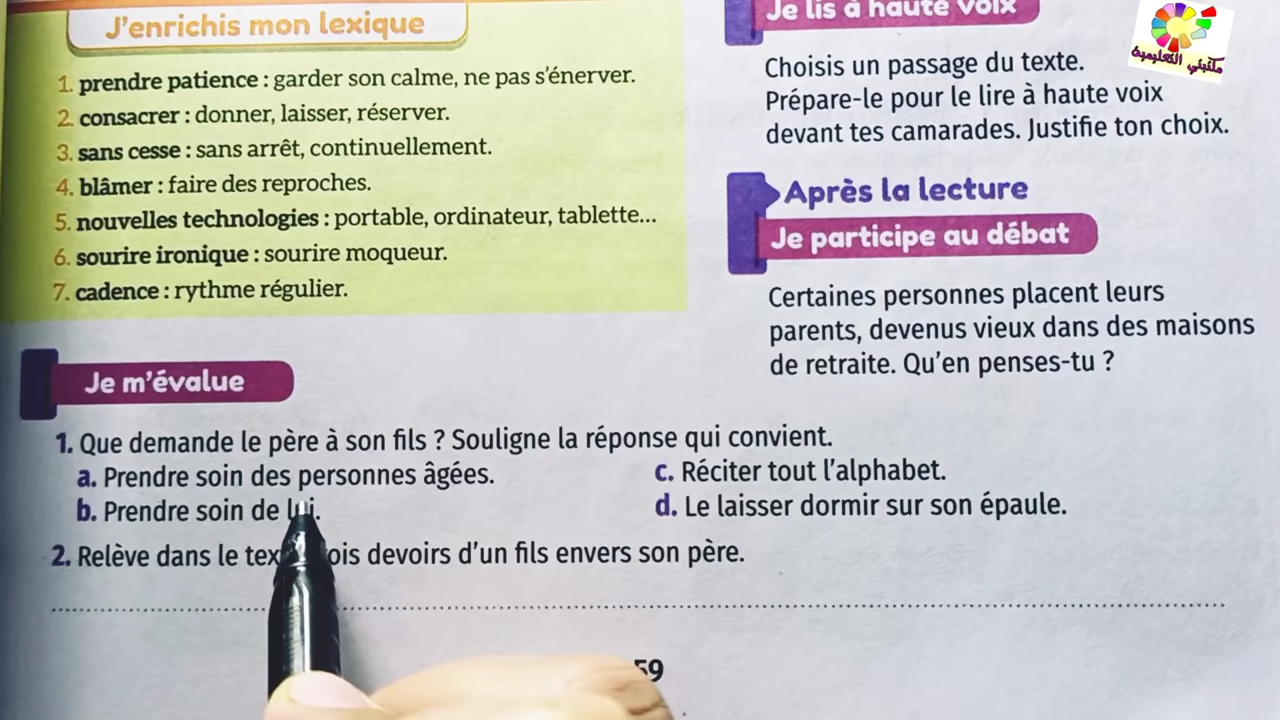 J'enrichis mon lexique
1. prendre patience : garder son calme, ne pas s'énerver.
2. consacrer : donner, laisser, réserver.
3. sans cesse : sans arrêt, continuellement.
4. blâmer : faire des reproches.
5. nouvelles technologies : portable, ordinateur, tablette...
6. sourire ironique : sourire moqueur.
7. cadence : rythme régulier.
Je lis à haute voix
Choisis un passage du texte.
Prépare-le pour le lire à haute voix
devant tes camarades. Justifie ton choix.
Après la lecture
Je participe au débat
Certaines personnes placent leurs
parents, devenus vieux dans des maisons
de retraite. Qu'en penses-tu ?
Je m'évalue
1. Que demande le père à son fils ? Souligne la réponse qui convient.
a. Prendre soin des personnes âgées.
b. Prendre soin de lui.
c. Réciter tout l'alphabet.
d. Le laisser dormir sur son épaule.
2. Relève dans le devoirs d'un fils envers son père.
59
مكتبتي التعليمية